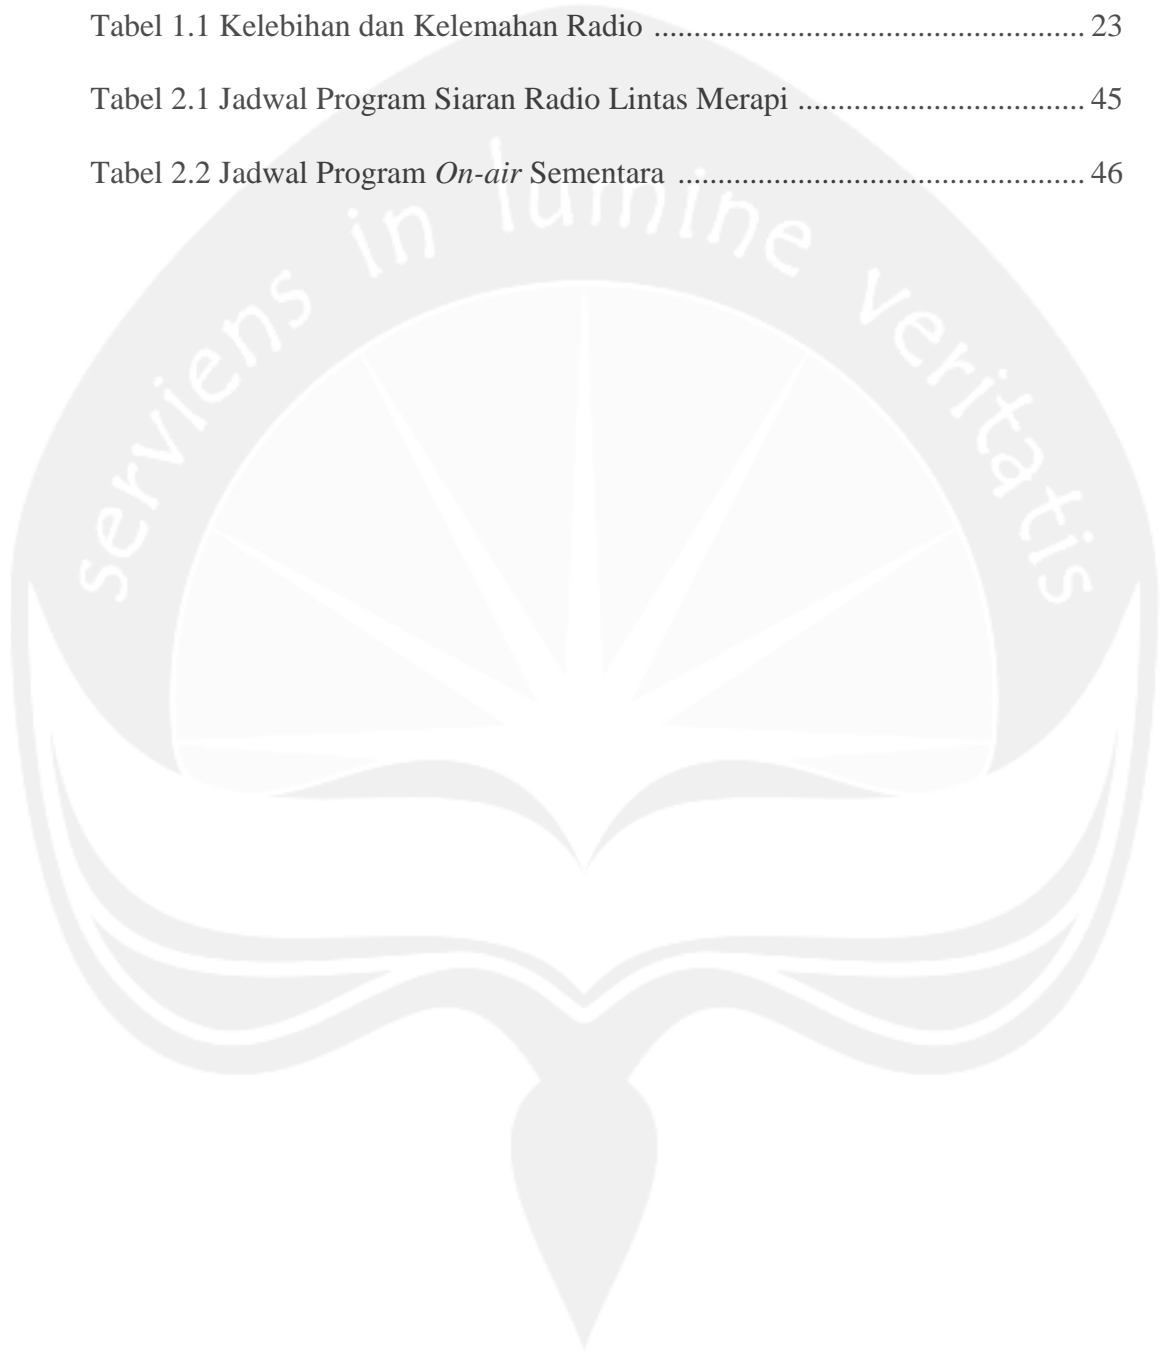 Tabel 1.1 Kelebihan dan Kelemahan Radio ..................................................... 23
Tabel 2.1 Jadwal Program Siaran Radio Lintas Merapi ................................... 45
Tabel 2.2 Jadwal Program On-air Sementara .................................................. 46
serviens in lumine veritatis